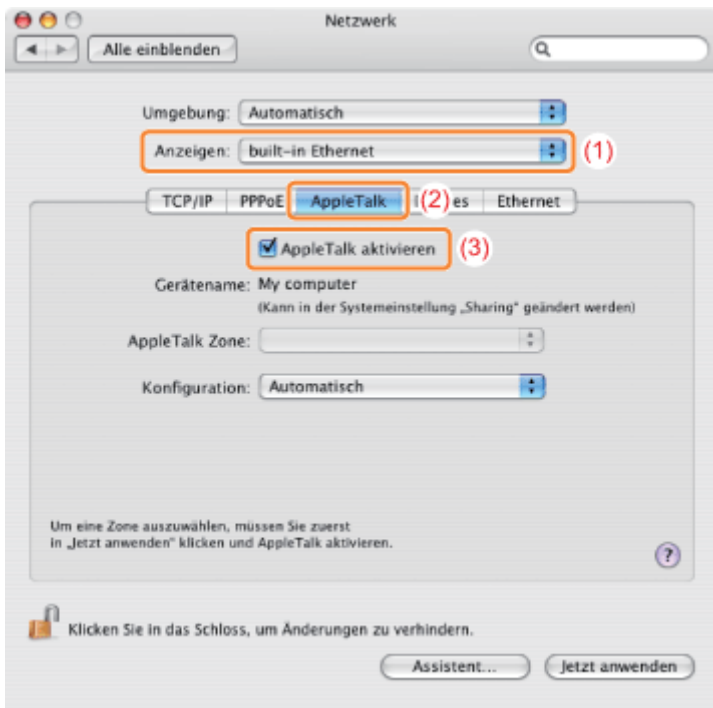 Netzwerk
Alle einblenden
Umgebung: Automatisch
Anzeigen: built-in Ethernet (1)
TCP/IP PPPoE AppleTalk (2) es Ethernet
AppleTalk aktivieren (3)
Gerätename: My computer
(Kann in der Systemeinstellung „Sharing“ geändert werden)
AppleTalk Zone:
Konfiguration: Automatisch
Um eine Zone auszuwählen, müssen Sie zuerst
in „Jetzt anwenden“ klicken und AppleTalk aktivieren.
?
Klicken Sie in das Schloss, um Änderungen zu verhindern.
Assistent... Jetzt anwenden